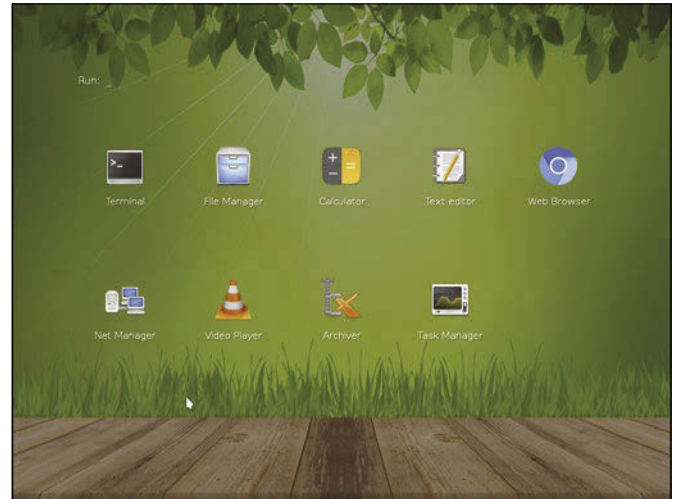 Run: _
Terminal File Manager Calculator Text editor Web Browser
Net Manager Video Player Archiver Task Manager